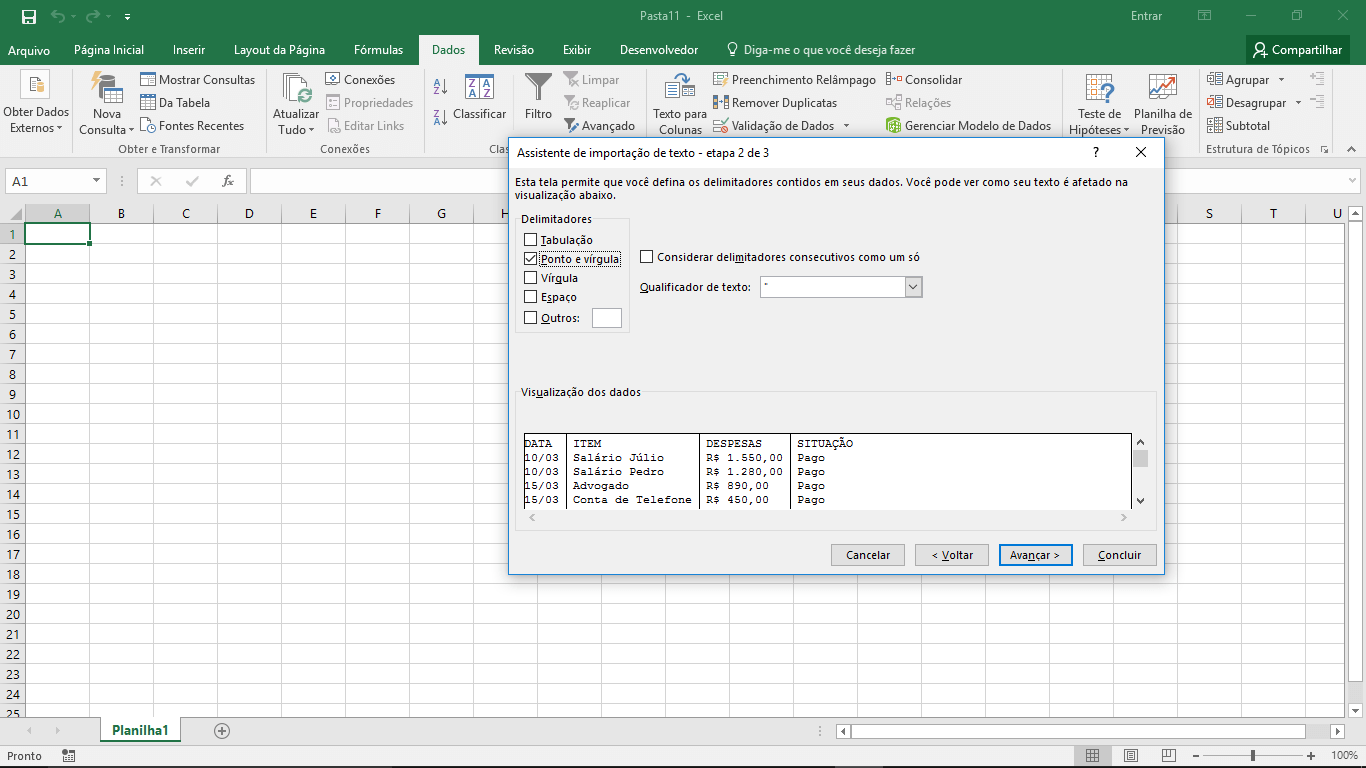 Pasta11 - Excel
Entrar
Arquivo Página Inicial Inserir Layout da Página Fórmulas Dados Revisão Exibir Desenvolvedor Diga-me o que você deseja fazer Compartilhar
Obter Dados Externos
Nova Consulta
Mostrar Consultas
Da Tabela
Fontes Recentes
Obter e Transformar
Atualizar Tudo
Conexões
Propriedades
Editar Links
Conexões
Classificar
Filtro
Limpar
Reaplicar
Avançado
Clas
Texto para Colunas
Preenchimento Relâmpago
Remover Duplicatas
Validação de Dados
Consolidar
Relações
Gerenciar Modelo de Dados
Teste de Hipóteses
Planilha de Previsão
Agrupar
Desagrupar
Subtotal
Estrutura de Tópicos
A1
fx
A B C D E F G H S T U
1
2
3
4
5
6
7
8
9
10
11
12
13
14
15
16
17
18
19
20
21
22
23
24
25
Assistente de importação de texto - etapa 2 de 3
?
Esta tela permite que você defina os delimitadores contidos em seus dados. Você pode ver como seu texto é afetado na
visualização abaixo.
Delimitadores
Tabulação
Ponto e vírgula
Vírgula
Espaço
Outros:
Considerar delimitadores consecutivos como um só
Qualificador de texto: "
Visualização dos dados
DATA ITEM DESPESAS SITUAÇÃO
10/03 Salário Júlio R$ 1.550,00 Pago
10/03 Salário Pedro R$ 1.280,00 Pago
15/03 Advogado R$ 890,00 Pago
15/03 Conta de Telefone R$ 450,00 Pago
Cancelar < Voltar Avançar > Concluir
Planilha1
Pronto
100%